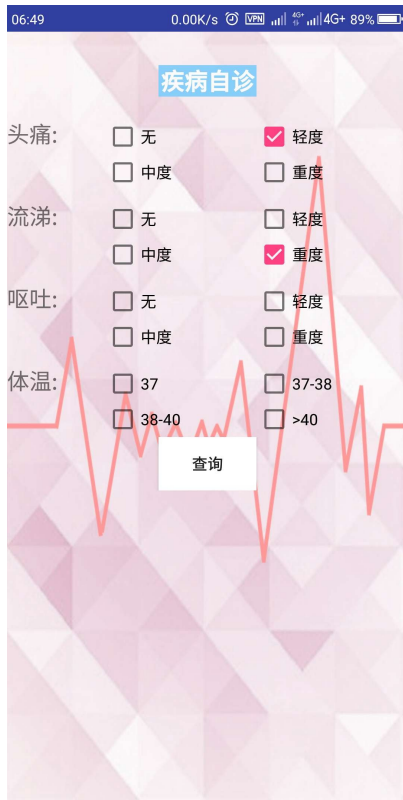 06:49 0.00K/s VPN 4G+ 4G+ 89%
疾病自诊
头痛: 无 轻度
中度 重度
流涕: 无 轻度
中度 重度
呕吐: 无 轻度
中度 重度
体温: 37 37-38
38-40 >40
查询